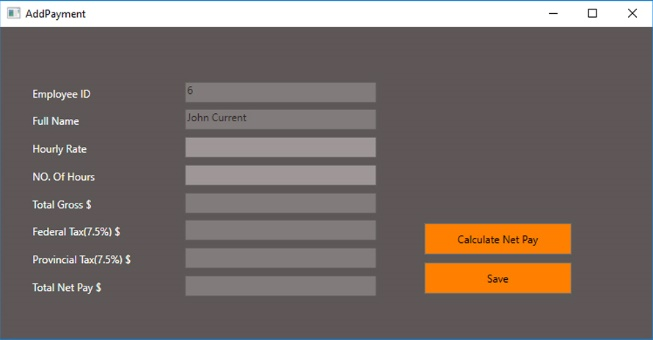 AddPayment
Employee ID 6
Full Name John Current
Hourly Rate
NO. Of Hours
Total Gross $
Federal Tax(7.5%) $
Provincial Tax(7.5%) $
Total Net Pay $
Calculate Net Pay
Save